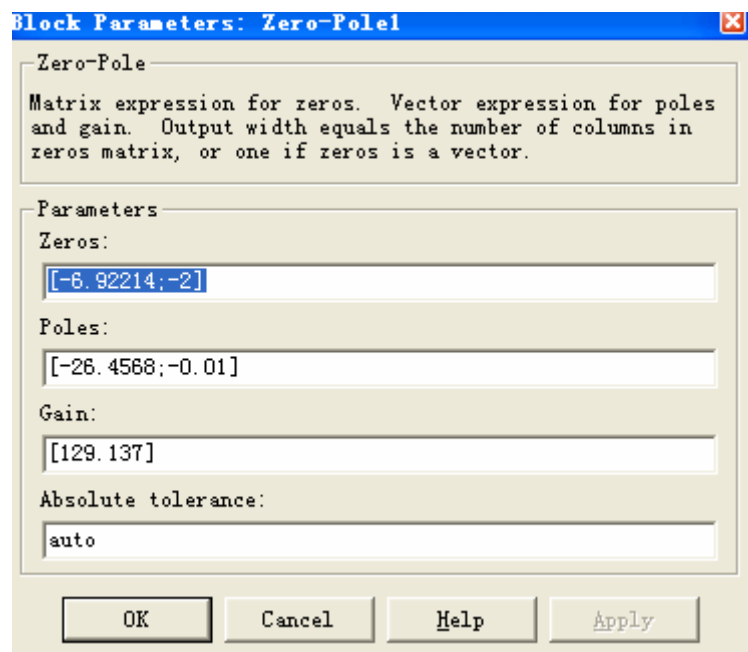 Block Parameters: Zero-Pole1
Zero-Pole
Matrix expression for zeros. Vector expression for poles
and gain. Output width equals the number of columns in
zeros matrix, or one if zeros is a vector.
Parameters
Zeros:
[-6.92214;-2]
Poles:
[-26.4568;-0.01]
Gain:
[129.137]
Absolute tolerance:
auto
OK Cancel Help Apply